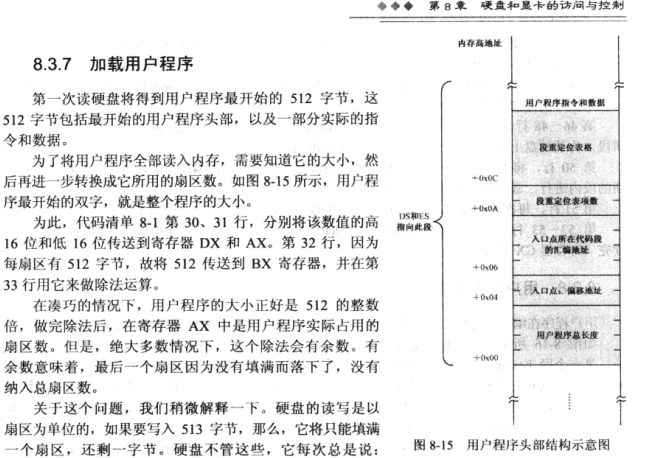 第 8 章 硬盘和显卡的访问与控制
8.3.7 加载用户程序
第一次读硬盘将得到用户程序最开始的 512 字节，这
512 字节包括最开始的用户程序头部，以及一部分实际的指
令和数据。
为了将用户程序全部读入内存，需要知道它的大小，然
后再进一步转换成它所用的扇区数。如图 8-15 所示，用户程
序最开始的双字，就是整个程序的大小。
为此，代码清单 8-1 第 30、31 行，分别将该数值的高
16 位和低 16 位传送到寄存器 DX 和 AX。第 32 行，因为
每扇区有 512 字节，故将 512 传送到 BX 寄存器，并在第
33 行用它来做除法运算。
在凑巧的情况下，用户程序的大小正好是 512 的整数
倍，做完除法后，在寄存器 AX 中是用户程序实际占用的
扇区数。但是，绝大多数情况下，这个除法会有余数。有
余数意味着，最后一个扇区因为没有填满而落下了，没有
纳入总扇区数。
关于这个问题，我们稍微解释一下。硬盘的读写是以
扇区为单位的，如果要写入 513 字节，那么，它将只能填满
一个扇区，还剩一字节。硬盘不管这些，它每次总是说：
内存高地址
用户程序指令和数据
段重定位表格
+0x0C
段重定位表项数
+0x0A
DS和ES
指向此段
入口点所在代码段
的汇编地址
+0x06
入口点：偏移地址
+0x04
用户程序总长度
+0x00
图 8-15 用户程序头部结构示意图